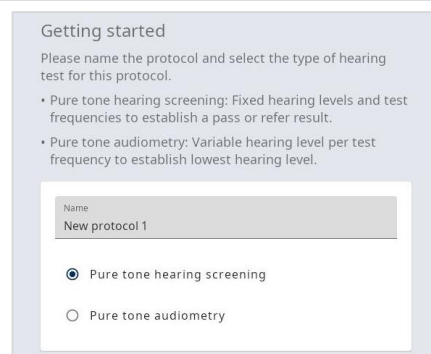 Getting started
Please name the protocol and select the type of hearing
test for this protocol.
• Pure tone hearing screening: Fixed hearing levels and test
frequencies to establish a pass or refer result.
• Pure tone audiometry: Variable hearing level per test
frequency to establish lowest hearing level.
Name
New protocol 1
Pure tone hearing screening
Pure tone audiometry